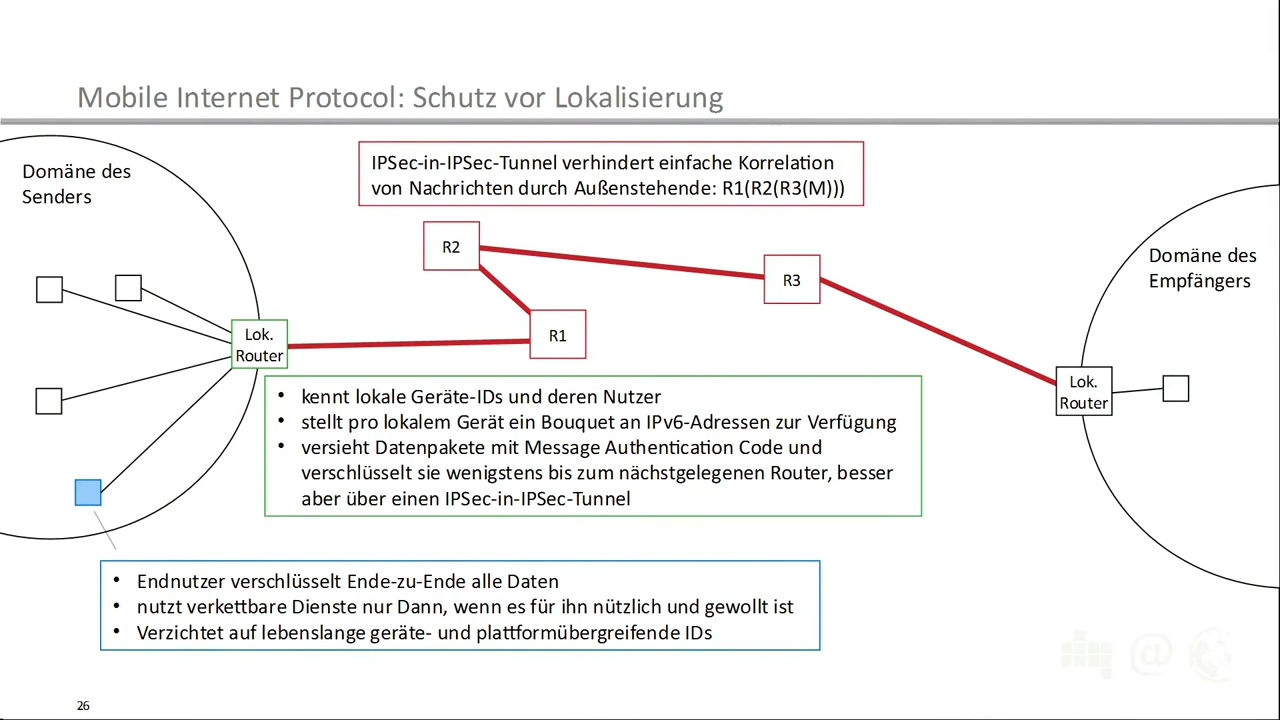 Mobile Internet Protocol: Schutz vor Lokalisierung
Domäne des
Senders
IPSec-in-IPSec-Tunnel verhindert einfache Korrelation
von Nachrichten durch Außenstehende: R1(R2(R3(M)))
R2
R3
Domäne des
Empfängers
Lok.
Router
R1
Lok.
Router
• kennt lokale Geräte-IDs und deren Nutzer
• stellt pro lokalem Gerät ein Bouquet an IPv6-Adressen zur Verfügung
• versieht Datenpakete mit Message Authentication Code und
verschlüsselt sie wenigstens bis zum nächstgelegenen Router, besser
aber über einen IPSec-in-IPSec-Tunnel
• Endnutzer verschlüsselt Ende-zu-Ende alle Daten
• nutzt verkettbare Dienste nur Dann, wenn es für ihn nützlich und gewollt ist
• Verzichtet auf lebenslange geräte- und plattformübergreifende IDs
@
26